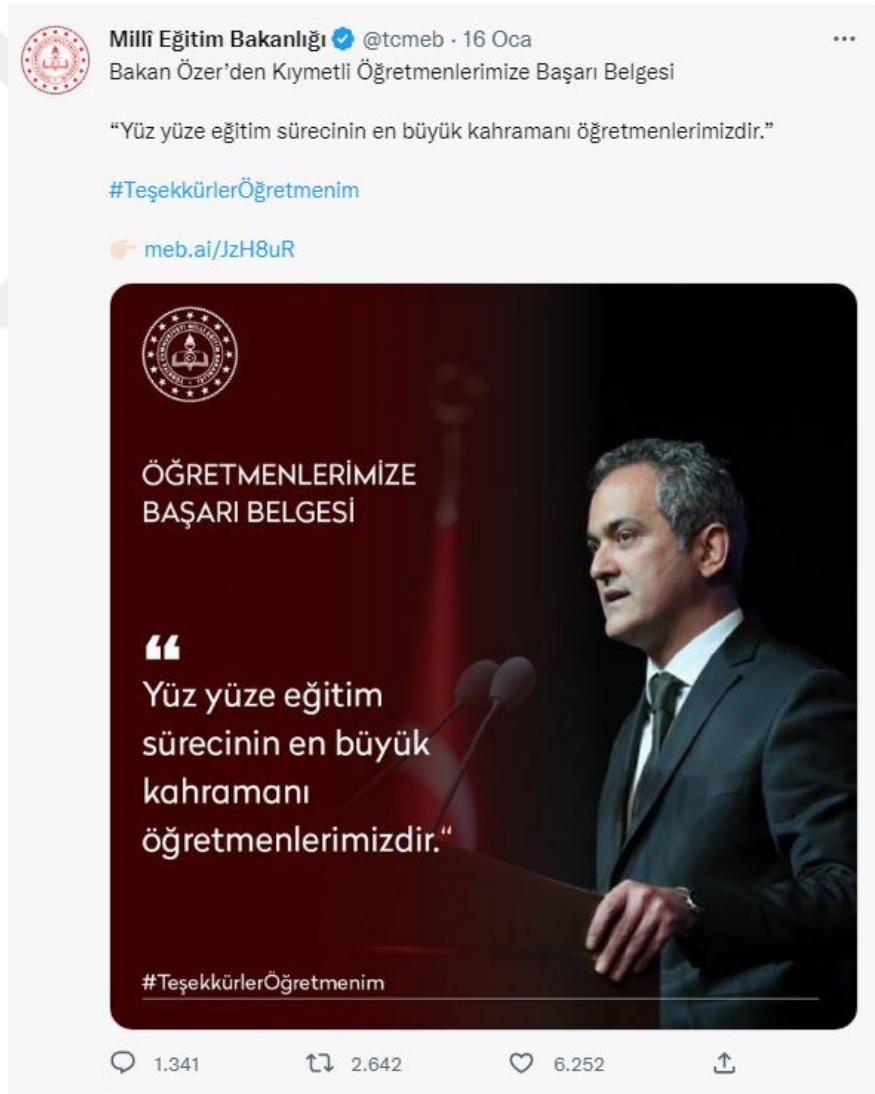 Millî Eğitim Bakanlığı @tcmeb · 16 Oca
Bakan Özer’den Kıymetli Öğretmenlerimize Başarı Belgesi
“Yüz yüze eğitim sürecinin en büyük kahramanı öğretmenlerimizdir.”
#TeşekkürlerÖğretmenim
meb.ai/JzH8uR
ÖĞRETMENLERİMİZE
BAŞARI BELGESİ
“
Yüz yüze eğitim
sürecinin en büyük
kahramanı
öğretmenlerimizdir.“
#TeşekkürlerÖğretmenim
1.341 2.642 6.252